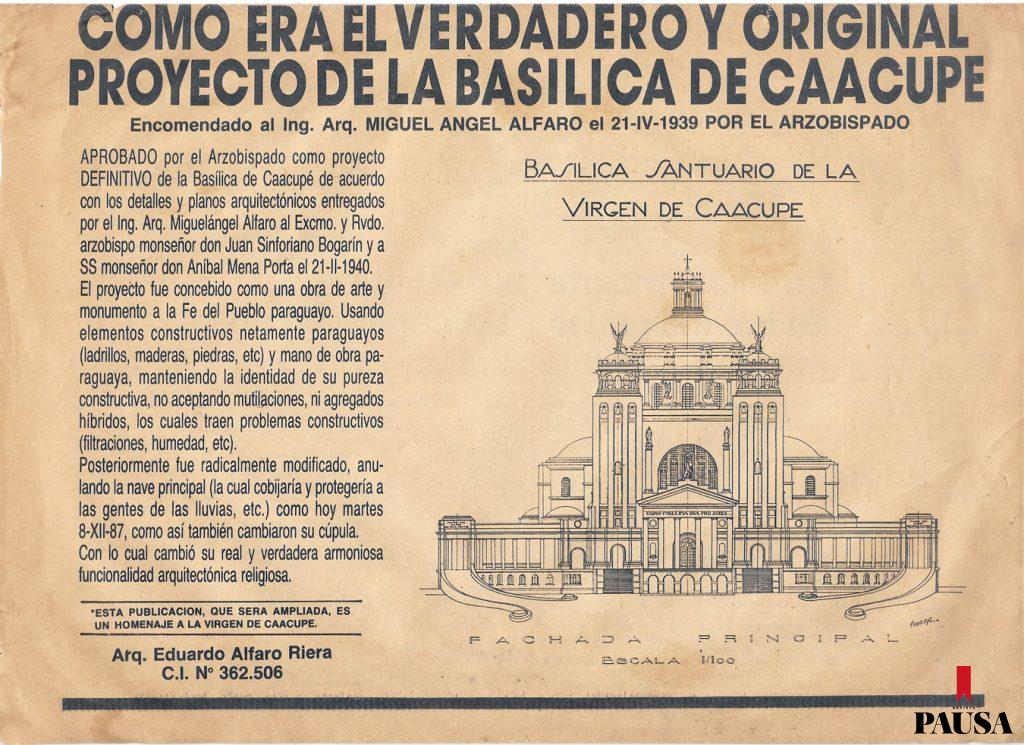 COMO ERA EL VERDADERO Y ORIGINAL
PROYECTO DE LA BASILICA DE CAACUPE
Encomendado al Ing. Arq. MIGUEL ANGEL ALFARO el 21-IV-1939 POR EL ARZOBISPADO
APROBADO por el Arzobispado como proyecto
DEFINITIVO de la Basílica de Caacupé de acuerdo
con los detalles y planos arquitectónicos entregados
por el Ing. Arq. Miguelángel Alfaro al Excmo. y Rvdo.
arzobispo monseñor don Juan Sinforiano Bogarín y a
SS monseñor don Aníbal Mena Porta el 21-II-1940.
El proyecto fue concebido como una obra de arte y
monumento a la Fe del Pueblo paraguayo. Usando
elementos constructivos netamente paraguayos
(ladrillos, maderas, piedras, etc) y mano de obra pa-
raguaya, manteniendo la identidad de su pureza
constructiva, no aceptando mutilaciones, ni agregados
híbridos, los cuales traen problemas constructivos
(filtraciones, humedad, etc).
Posteriormente fue radicalmente modificado, anu-
lando la nave principal (la cual cobijaría y protegería a
las gentes de las lluvias, etc.) como hoy martes
8-XII-87, como así también cambiaron su cúpula.
Con lo cual cambió su real y verdadera armoniosa
funcionalidad arquitectónica religiosa.
"ESTA PUBLICACION, QUE SERA AMPLIADA, ES
UN HOMENAJE A LA VIRGEN DE CAACUPE.
Arq. Eduardo Alfaro Riera
C.I. Nº 362.506
BASILICA SANTUARIO DE LA
VIRGEN DE CAACUPE
FACHADA PRINCIPAL
ESCALA 1/100
PAUSA